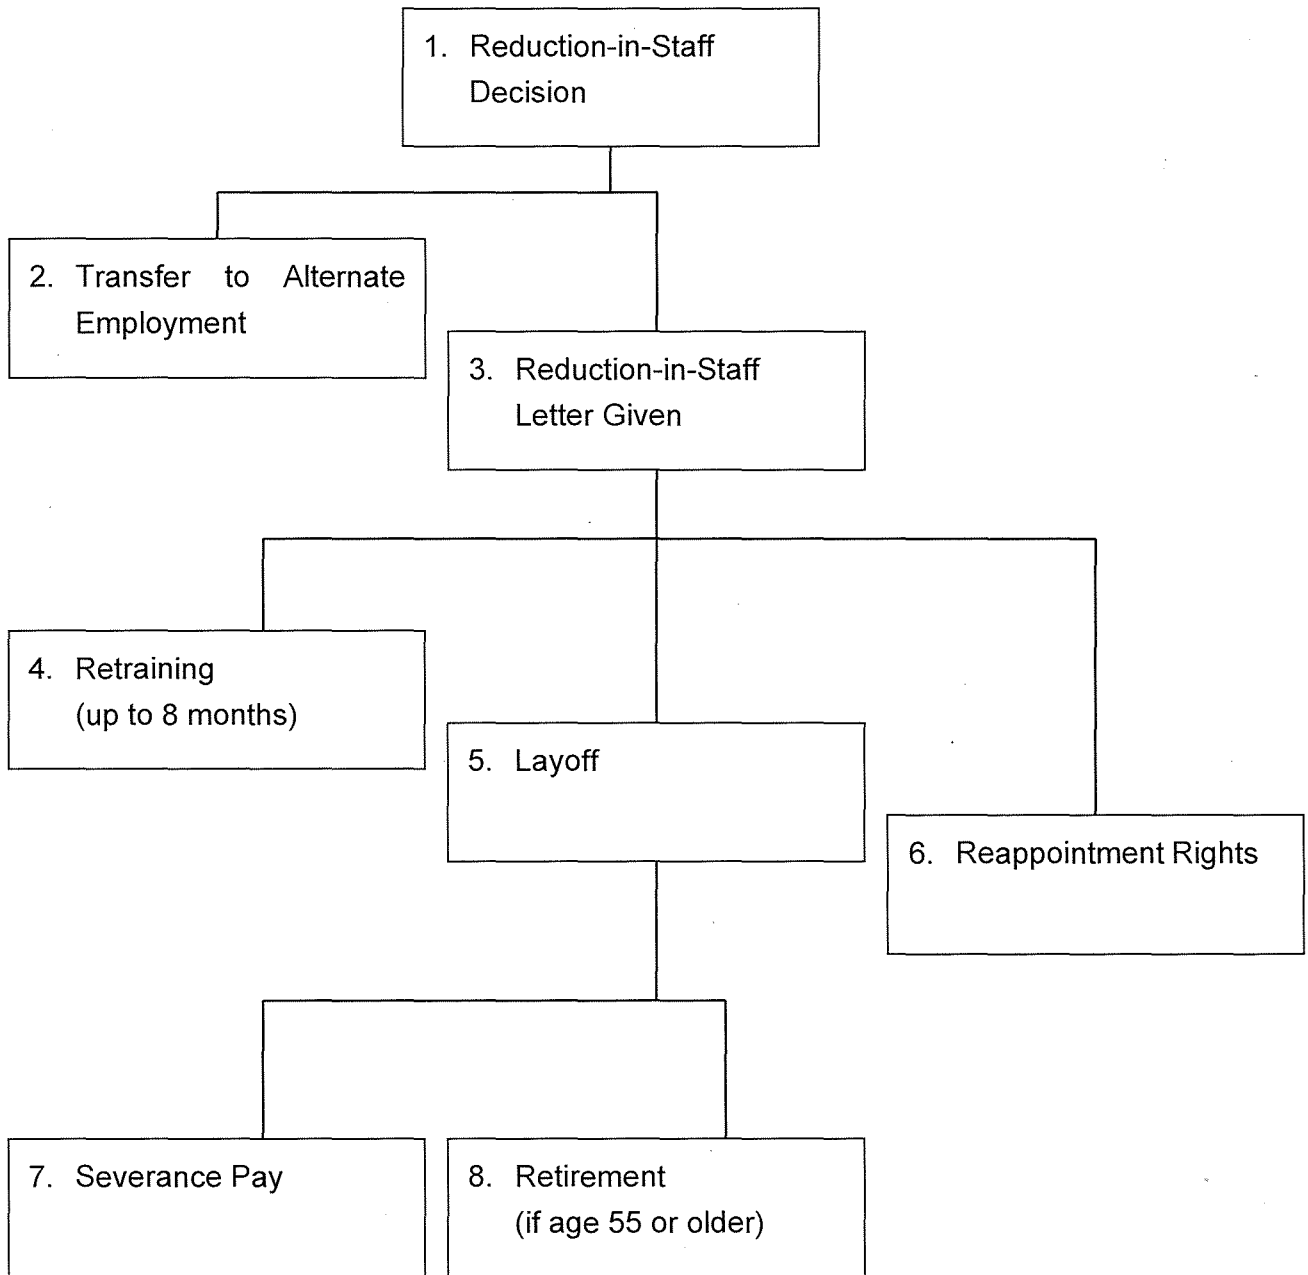 1. Reduction-in-Staff
Decision
2. Transfer to Alternate
Employment
3. Reduction-in-Staff
Letter Given
4. Retraining
(up to 8 months)
5. Layoff
6. Reappointment Rights
7. Severance Pay
8. Retirement
(if age 55 or older)